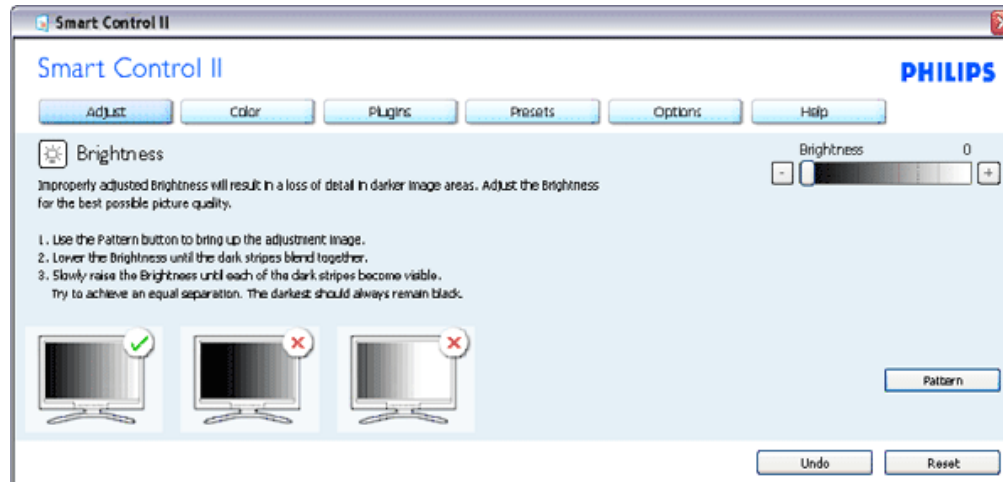 Smart Control II
Smart Control II
PHILIPS
Adjust Color Plugins Presets Options Help
Brightness
Brightness 0
- +
Improperly adjusted Brightness will result in a loss of detail in darker image areas. Adjust the Brightness
for the best possible picture quality.
1. Use the Pattern button to bring up the adjustment image.
2. Lower the Brightness until the dark stripes blend together.
3. Slowly raise the Brightness until each of the dark stripes become visible.
Try to achieve an equal separation. The darkest should always remain black.
Pattern
Undo Reset